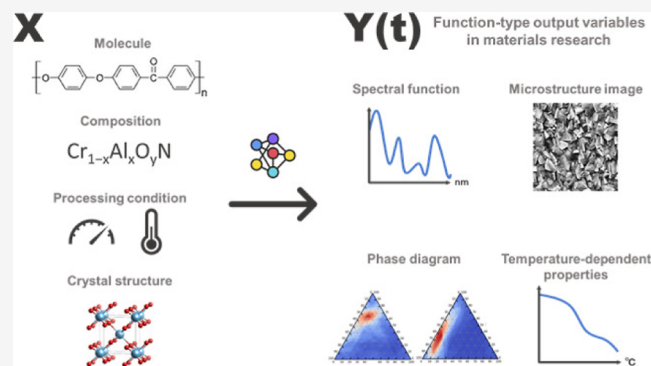 X
Molecule
O
O
O
n
Composition
Cr1−xAlxOyN
Processing condition
Crystal structure
Y(t)
Function-type output variables
in materials research
Spectral function
nm
Microstructure image
Phase diagram
Temperature-dependent
properties
°C